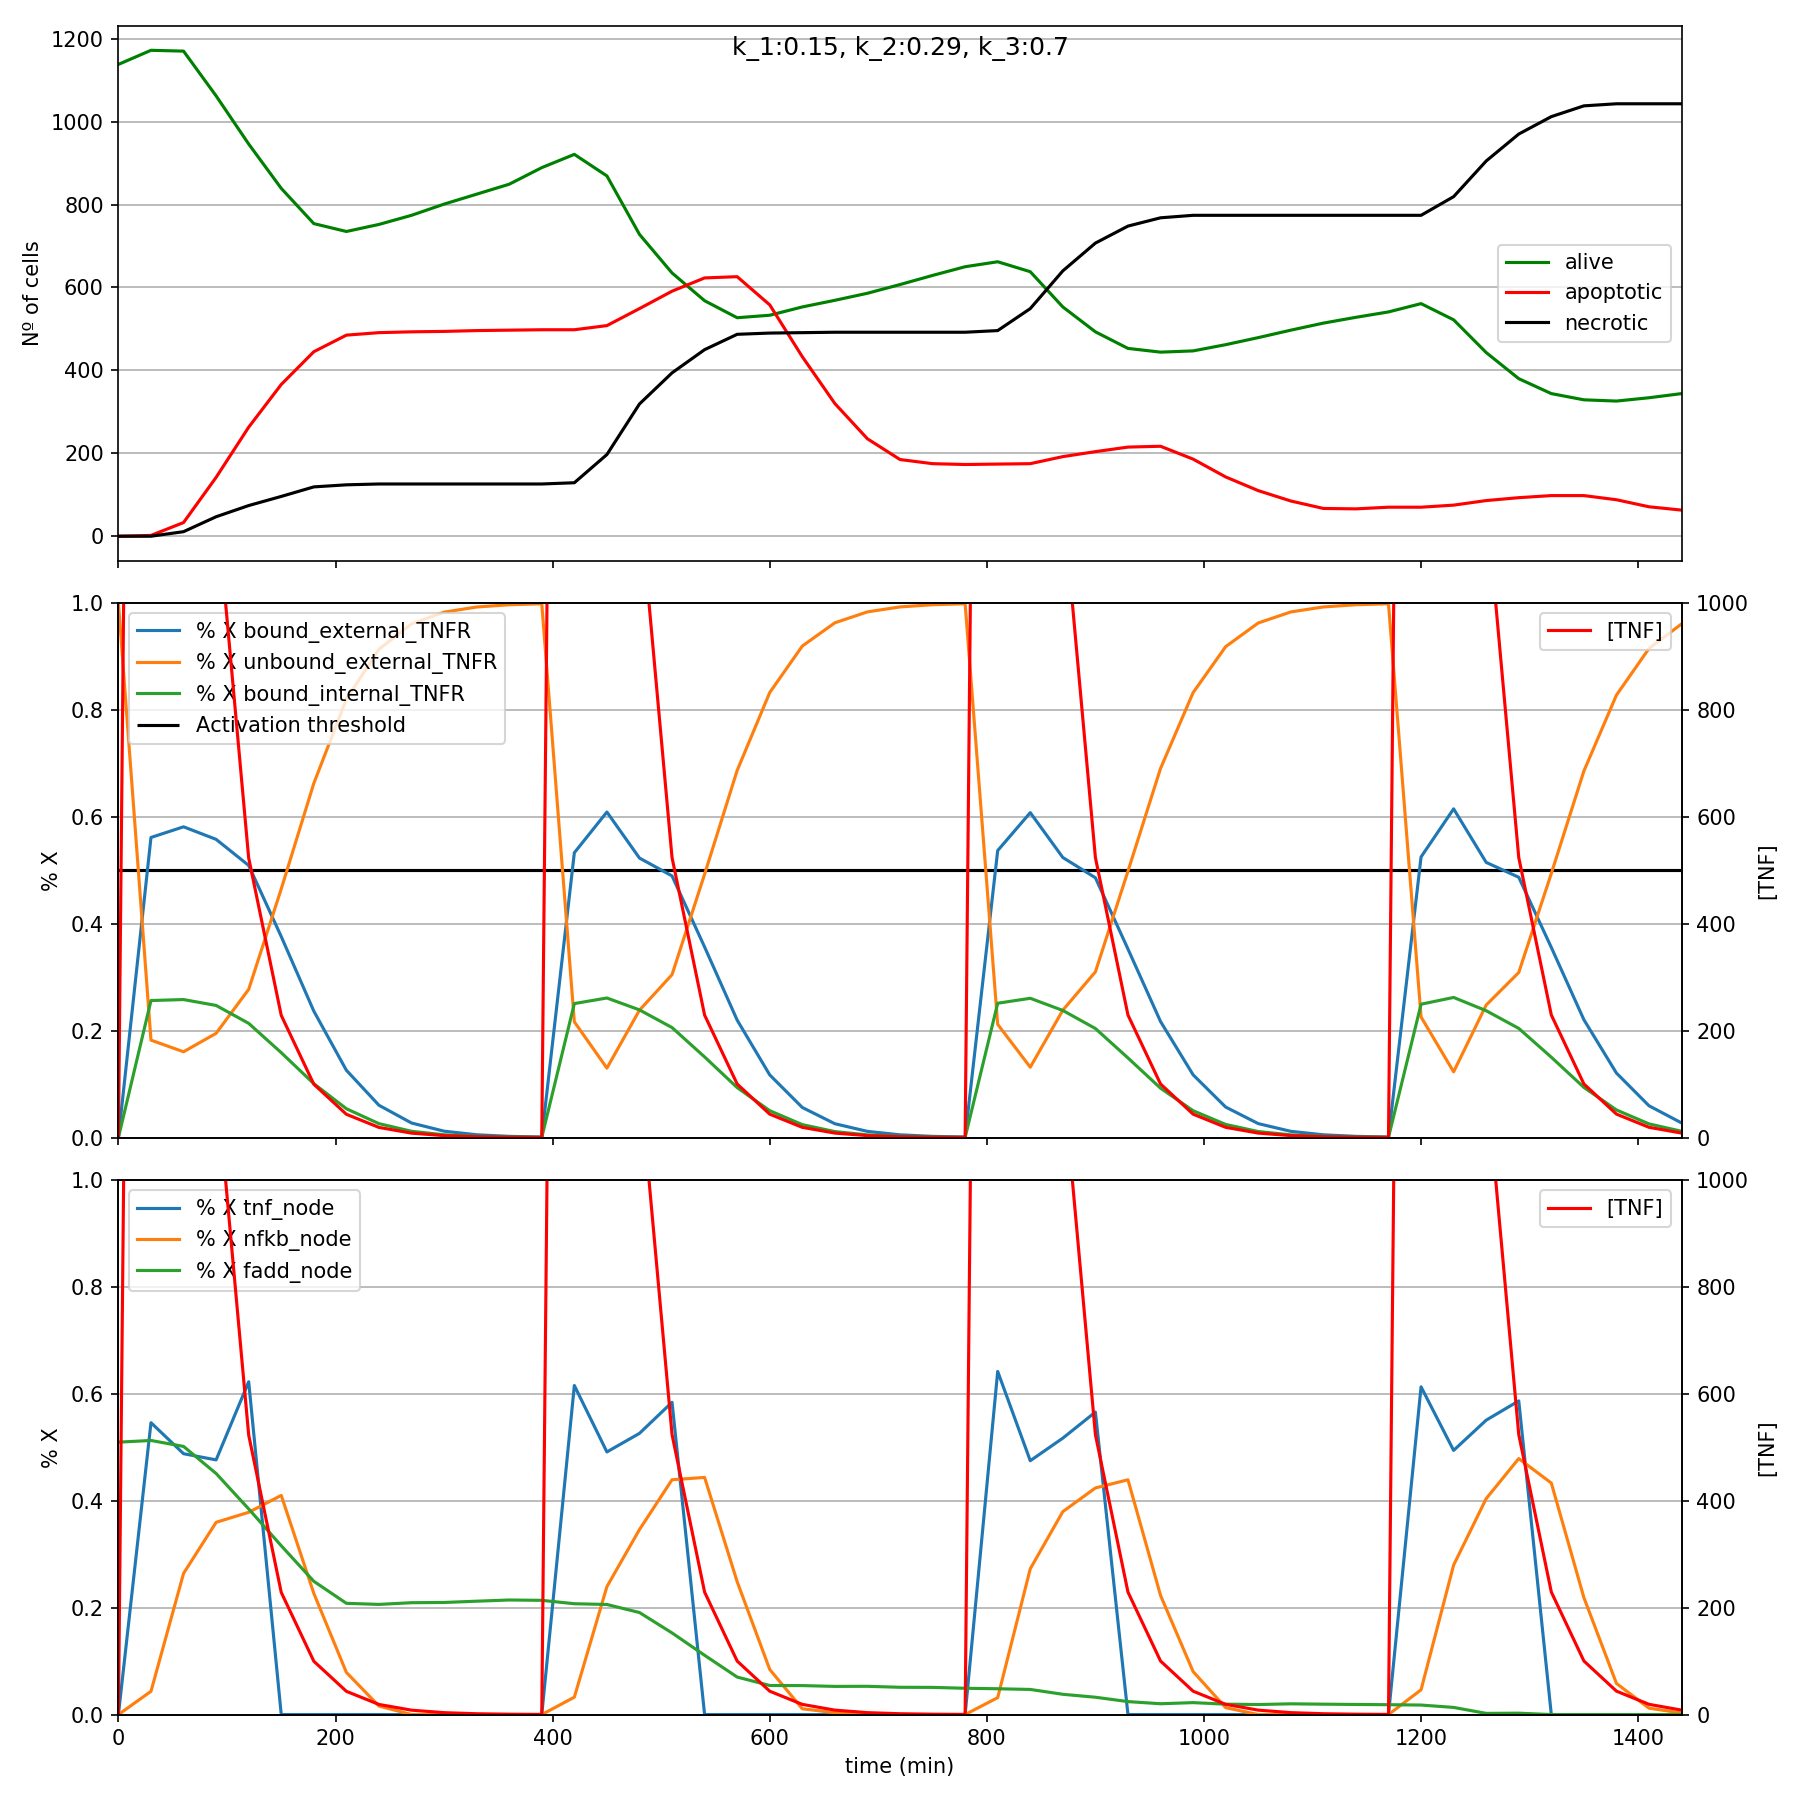 k_1:0.15, k_2:0.29, k_3:0.7
1200
1000
800
600
400
200
0
Nº of cells
alive
apoptotic
necrotic
1.0
0.8
0.6
0.4
0.2
0.0
% X
% X bound_external_TNFR
% X unbound_external_TNFR
% X bound_internal_TNFR
Activation threshold
[TNF]
1000
800
600
400
200
0
[TNF]
1.0
0.8
0.6
0.4
0.2
0.0
% X
% X tnf_node
% X nfkb_node
% X fadd_node
[TNF]
1000
800
600
400
200
0
[TNF]
0 200 400 600 800 1000 1200 1400
time (min)